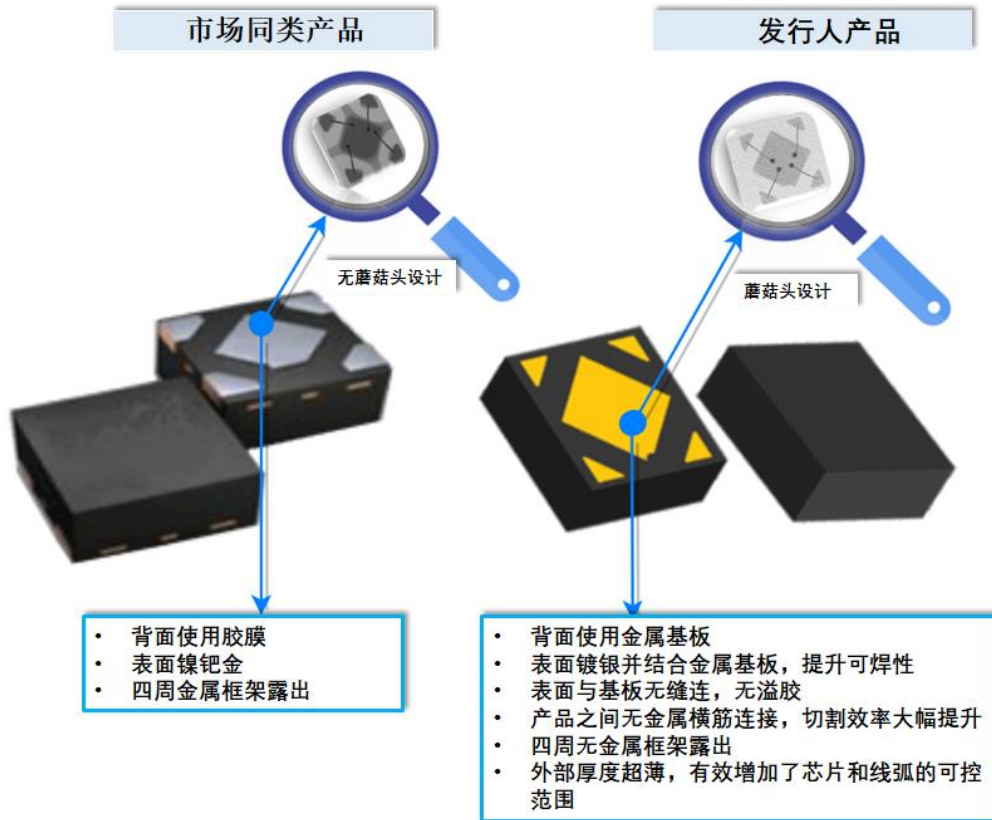 市场同类产品
发行人产品
无蘑菇头设计
蘑菇头设计
• 背面使用胶膜
• 表面镍钯金
• 四周金属框架露出
• 背面使用金属基板
• 表面镀银并结合金属基板，提升可焊性
• 表面与基板无缝连，无溢胶
• 产品之间无金属横筋连接，切割效率大幅提升
• 四周无金属框架露出
• 外部厚度超薄，有效增加了芯片和线弧的可控
范围